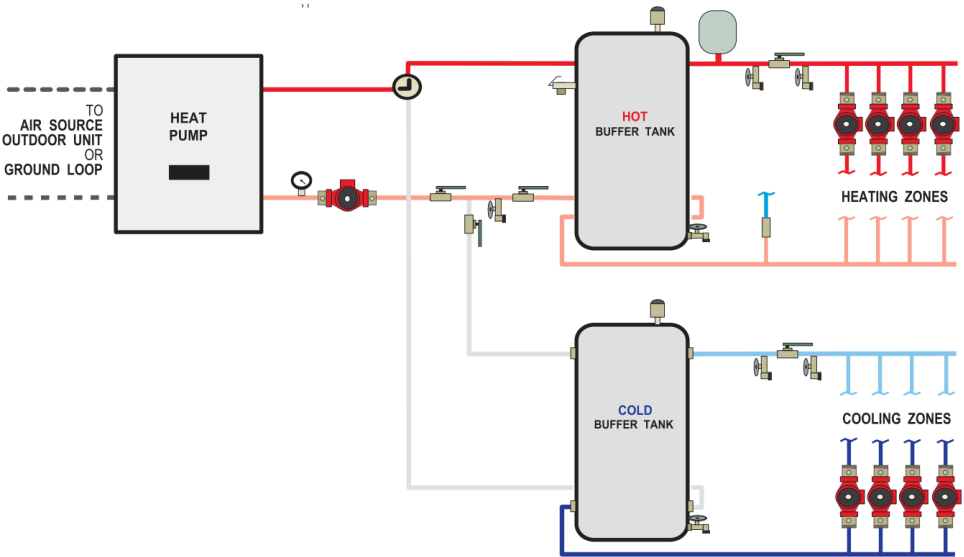 TO
AIR SOURCE
OUTDOOR UNIT
OR
GROUND LOOP
HEAT
PUMP
HOT
BUFFER TANK
HEATING ZONES
COLD
BUFFER TANK
COOLING ZONES